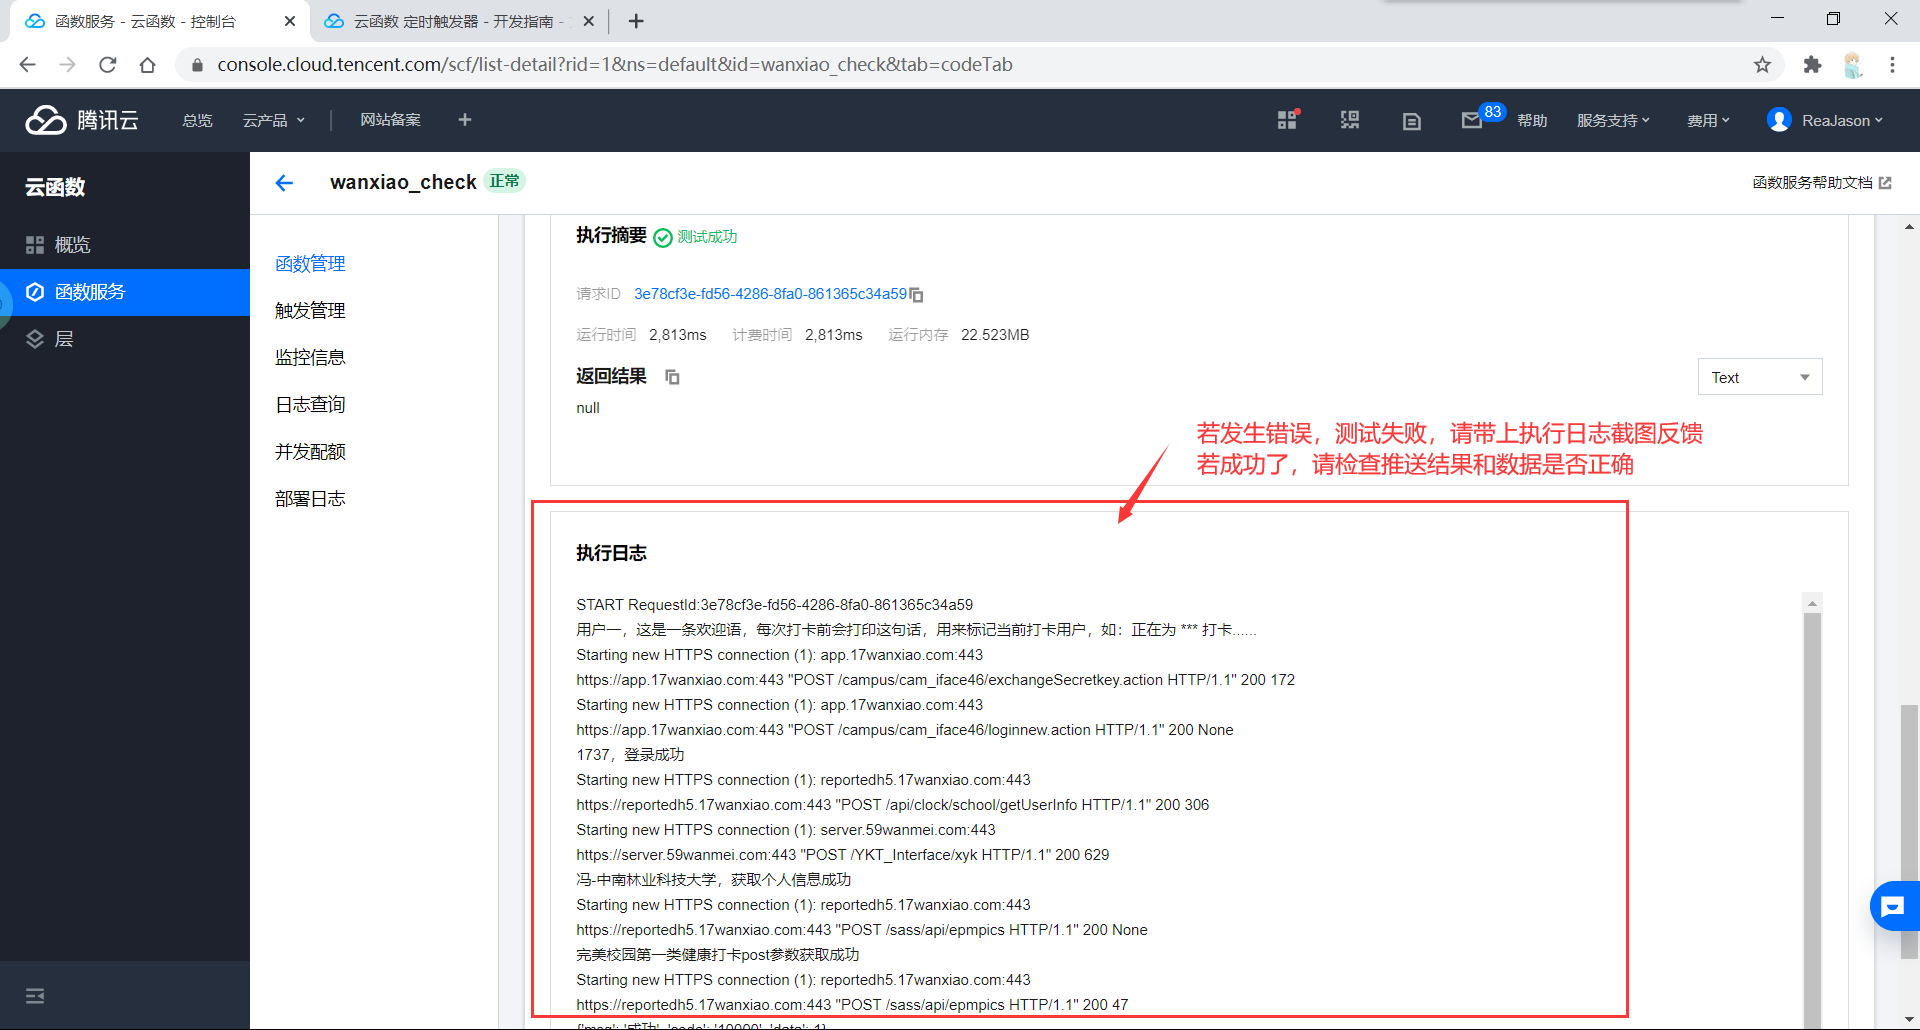 函数服务 - 云函数 - 控制台
云函数 定时触发器 - 开发指南 -
console.cloud.tencent.com/scf/list-detail?rid=1&ns=default&id=wanxiao_check&tab=codeTab
腾讯云
总览
云产品
网站备案
83
帮助
服务支持
费用
ReaJason
云函数
概览
函数服务
层
wanxiao_check 正常
函数服务帮助文档
函数管理
触发管理
监控信息
日志查询
并发配额
部署日志
执行摘要 测试成功
请求ID 3e78cf3e-fd56-4286-8fa0-861365c34a59
运行时间 2,813ms 计费时间 2,813ms 运行内存 22.523MB
返回结果
Text
null
若发生错误，测试失败，请带上执行日志截图反馈
若成功了，请检查推送结果和数据是否正确
执行日志
START RequestId:3e78cf3e-fd56-4286-8fa0-861365c34a59
用户一，这是一条欢迎语，每次打卡前会打印这句话，用来标记当前打卡用户，如：正在为 *** 打卡......
Starting new HTTPS connection (1): app.17wanxiao.com:443
https://app.17wanxiao.com:443 "POST /campus/cam_iface46/exchangeSecretkey.action HTTP/1.1" 200 172
Starting new HTTPS connection (1): app.17wanxiao.com:443
https://app.17wanxiao.com:443 "POST /campus/cam_iface46/loginnew.action HTTP/1.1" 200 None
1737，登录成功
Starting new HTTPS connection (1): reportedh5.17wanxiao.com:443
https://reportedh5.17wanxiao.com:443 "POST /api/clock/school/getUserInfo HTTP/1.1" 200 306
Starting new HTTPS connection (1): server.59wanmei.com:443
https://server.59wanmei.com:443 "POST /YKT_Interface/xyk HTTP/1.1" 200 629
冯-中南林业科技大学，获取个人信息成功
Starting new HTTPS connection (1): reportedh5.17wanxiao.com:443
https://reportedh5.17wanxiao.com:443 "POST /sass/api/epmpics HTTP/1.1" 200 None
完美校园第一类健康打卡post参数获取成功
Starting new HTTPS connection (1): reportedh5.17wanxiao.com:443
https://reportedh5.17wanxiao.com:443 "POST /sass/api/epmpics HTTP/1.1" 200 47
{'msg': '成功', 'code': '10000', 'data': 1}